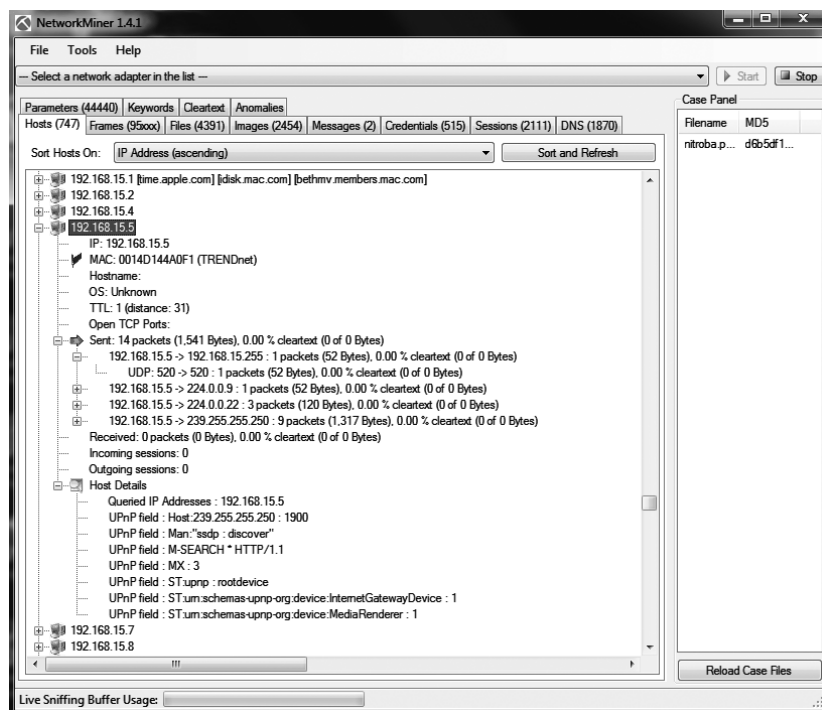 NetworkMiner 1.4.1
File Tools Help
--- Select a network adapter in the list ---
Start
Stop
Parameters (44440) Keywords Cleartext Anomalies
Hosts (747) Frames (95xxx) Files (4391) Images (2454) Messages (2) Credentials (515) Sessions (2111) DNS (1870)
Sort Hosts On: IP Address (ascending) Sort and Refresh
192.168.15.1 [time.apple.com] [idisk.mac.com] [bethmv.members.mac.com]
192.168.15.2
192.168.15.4
192.168.15.5
IP: 192.168.15.5
MAC: 0014D144A0F1 (TRENDnet)
Hostname:
OS: Unknown
TTL: 1 (distance: 31)
Open TCP Ports:
Sent: 14 packets (1,541 Bytes), 0.00 % cleartext (0 of 0 Bytes)
192.168.15.5 -> 192.168.15.255 : 1 packets (52 Bytes), 0.00 % cleartext (0 of 0 Bytes)
UDP: 520 -> 520 : 1 packets (52 Bytes), 0.00 % cleartext (0 of 0 Bytes)
192.168.15.5 -> 224.0.0.9 : 1 packets (52 Bytes), 0.00 % cleartext (0 of 0 Bytes)
192.168.15.5 -> 224.0.0.22 : 3 packets (120 Bytes), 0.00 % cleartext (0 of 0 Bytes)
192.168.15.5 -> 239.255.255.250 : 9 packets (1,317 Bytes), 0.00 % cleartext (0 of 0 Bytes)
Received: 0 packets (0 Bytes), 0.00 % cleartext (0 of 0 Bytes)
Incoming sessions: 0
Outgoing sessions: 0
Host Details
Queried IP Addresses : 192.168.15.5
UPnP field : Host:239.255.255.250 : 1900
UPnP field : Man:"ssdp : discover"
UPnP field : M-SEARCH * HTTP/1.1
UPnP field : MX : 3
UPnP field : ST:upnp : rootdevice
UPnP field : ST:urn:schemas-upnp-org:device:InternetGatewayDevice : 1
UPnP field : ST:urn:schemas-upnp-org:device:MediaRenderer : 1
192.168.15.7
192.168.15.8
Case Panel
Filename MD5
nitroba.p... d6b5df1...
Reload Case Files
Live Sniffing Buffer Usage: